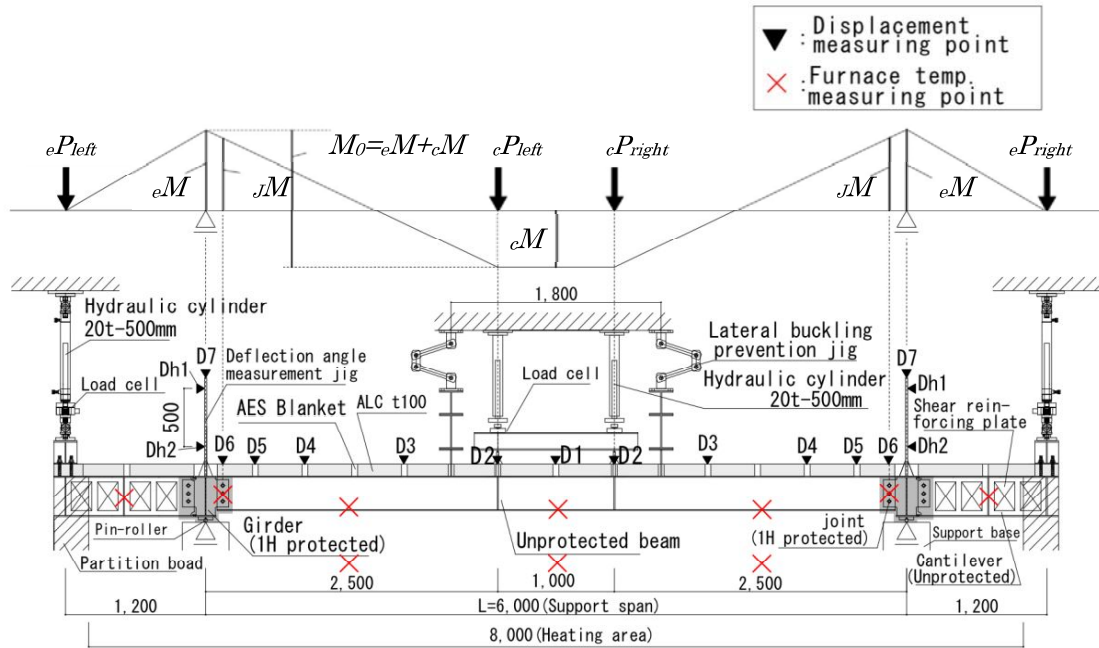 ▼ : Displacement
measuring point
× : Furnace temp.
measuring point
ePleft
M0=eM+cM
cPleft
cPright
ePright
eM
JM
JM
eM
cM
1,800
Hydraulic cylinder
20t-500mm
Lateral buckling
prevention jig
D7
Deflection angle
measurement jig
Dh1
Load cell
Load cell
Hydraulic cylinder
20t-500mm
D7
Dh1
Shear rein-
forcing plate
500
AES Blanket
ALC t100
Dh2
D6
D5
D4
D3
D2
D1
D2
D3
D4
D5
D6
Dh2
Pin-roller
Girder
(1H protected)
Unprotected beam
joint
(1H protected)
Support base
Partition boad
Cantilever
(Unprotected)
2,500
1,000
2,500
1,200
L=6,000(Support span)
1,200
8,000(Heating area)